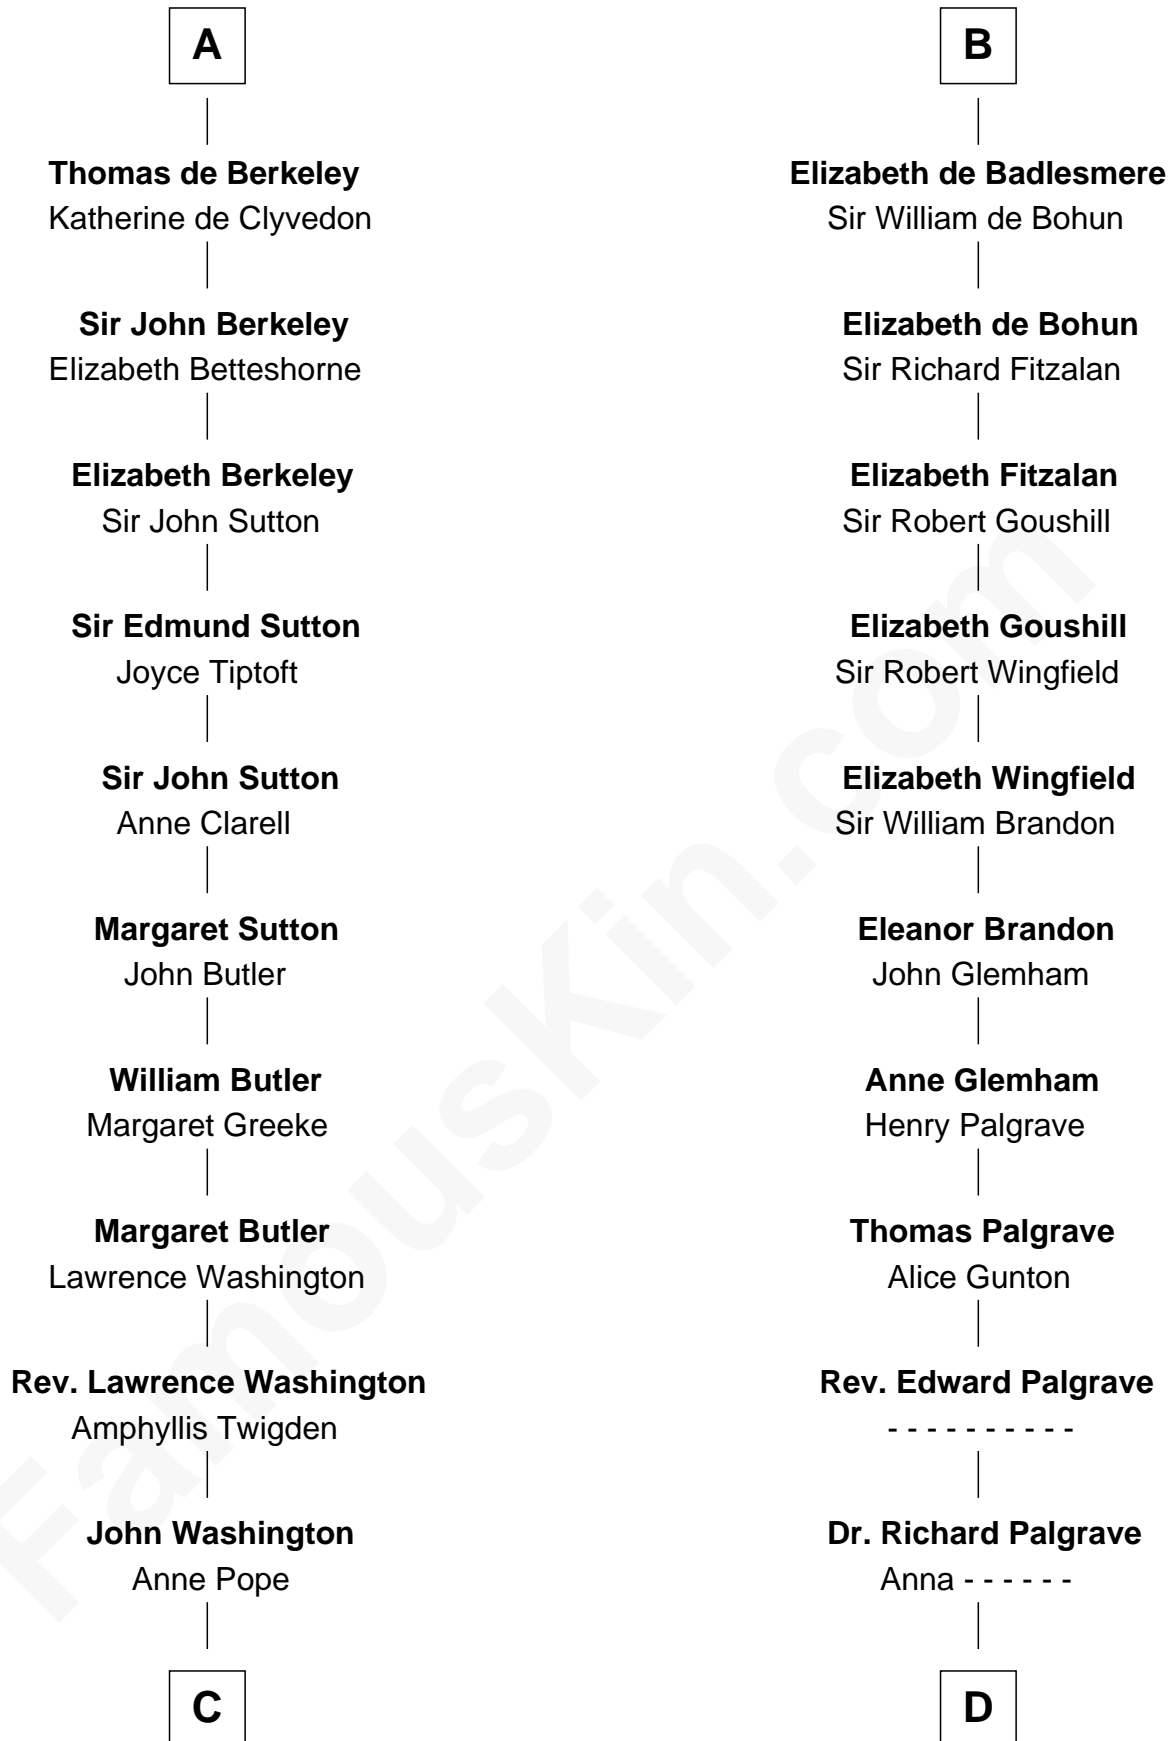 A
Thomas de Berkeley
Katherine de Clyvedon
Sir John Berkeley
Elizabeth Betteshorne
Elizabeth Berkeley
Sir John Sutton
Sir Edmund Sutton
Joyce Tiptoft
Sir John Sutton
Anne Clarell
Margaret Sutton
John Butler
William Butler
Margaret Greeke
Margaret Butler
Lawrence Washington
Rev. Lawrence Washington
Amphyllis Twigden
John Washington
Anne Pope
C
B
Elizabeth de Badlesmere
Sir William de Bohun
Elizabeth de Bohun
Sir Richard Fitzalan
Elizabeth Fitzalan
Sir Robert Goushill
Elizabeth Goushill
Sir Robert Wingfield
Elizabeth Wingfield
Sir William Brandon
Eleanor Brandon
John Glemham
Anne Glemham
Henry Palgrave
Thomas Palgrave
Alice Gunton
Rev. Edward Palgrave
- - - - - - - - - -
Dr. Richard Palgrave
Anna - - - - - -
D
FamousKin.com